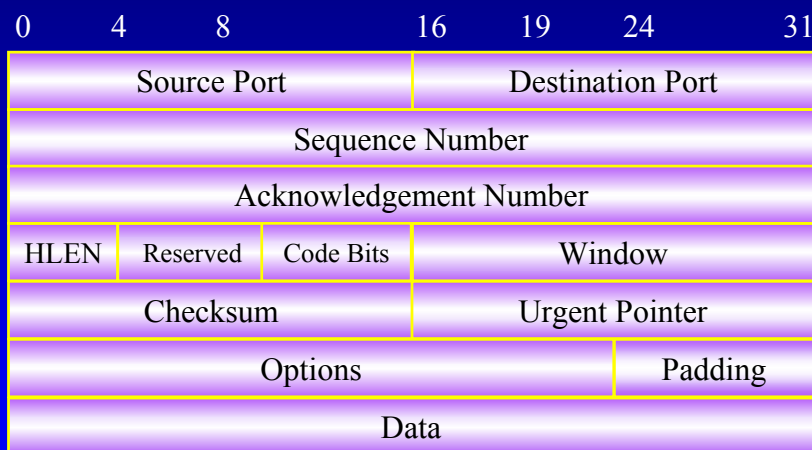 0 4 8 16 19 24 31
Source Port Destination Port
Sequence Number
Acknowledgement Number
HLEN Reserved Code Bits Window
Checksum Urgent Pointer
Options Padding
Data